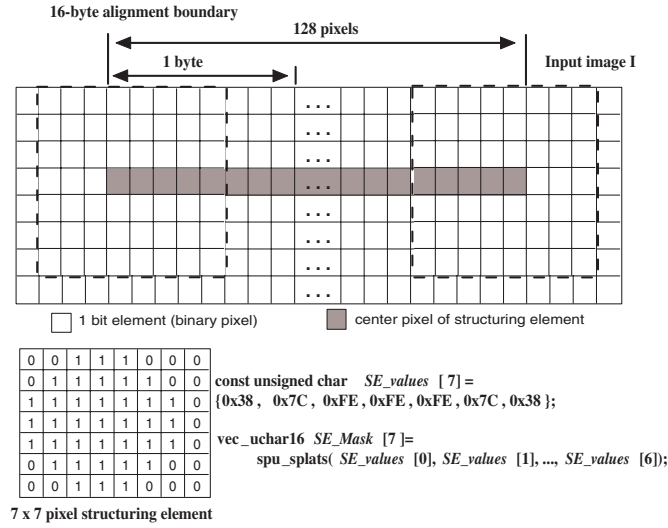 16-byte alignment boundary
128 pixels
1 byte
Input image I
. . .
. . .
. . .
. . .
. . .
. . .
. . .
. . .
1 bit element (binary pixel)
center pixel of structuring element
0 0 1 1 1 0 0 0
0 1 1 1 1 1 0 0
1 1 1 1 1 1 1 0
1 1 1 1 1 1 1 0
1 1 1 1 1 1 1 0
0 1 1 1 1 1 0 0
0 0 1 1 1 0 0 0
const unsigned char SE_values [ 7] =
{0x38 , 0x7C , 0xFE , 0xFE , 0xFE , 0x7C , 0x38 };
vec_uchar16 SE_Mask [7 ]=
spu_splats( SE_values [0], SE_values [1], ..., SE_values [6]);
7 x 7 pixel structuring element